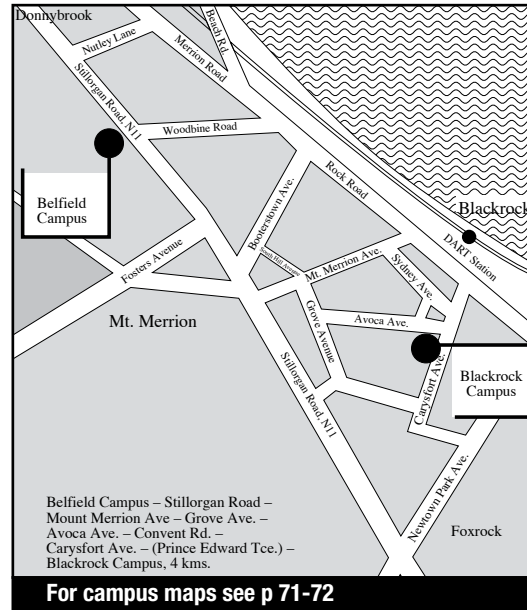 Donnybrook
Nutley Lane
Beach Rd.
Merrion Road
Stillorgan Road, N11
Woodbine Road
Belfield
Campus
Booterstown Ave.
Rock Road
Blackrock
DART Station
Fosters Avenue
Mt. Merrion Ave.
Sydney Ave.
Mt. Merrion
Grove Avenue
Avoca Ave.
Stillorgan Road, N11
Carysfort Ave.
Blackrock
Campus
Newtown Park Ave.
Foxrock
Belfield Campus – Stillorgan Road –
Mount Merrion Ave – Grove Ave. –
Avoca Ave. – Convent Rd. –
Carysfort Ave. – (Prince Edward Tce.) –
Blackrock Campus, 4 kms.
For campus maps see p 71-72